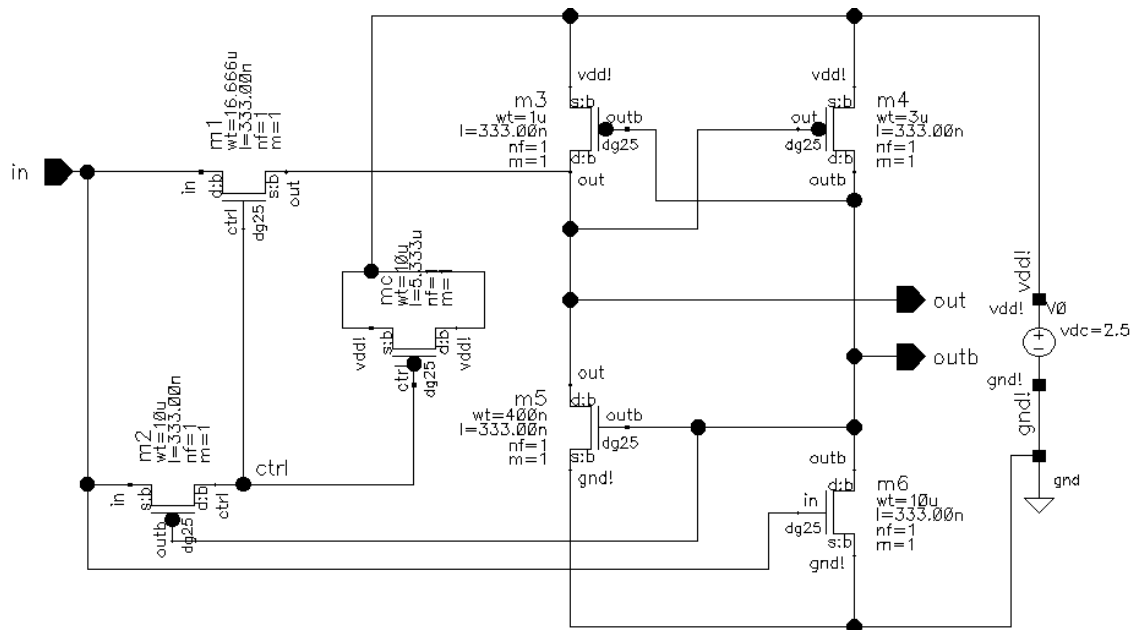 vdd!
vdd!
m3
wt=1u
l=333.00n
nf=1
m=1
s:b
outb
dg25
d:b
out
m4
wt=3u
l=333.00n
nf=1
m=1
s:b
out
dg25
d:b
outb
m1
wt=16.666u
l=333.00n
nf=1
m=1
in
in
d:b
s:b
out
ctrl
dg25
mc
wt=10u
l=5.333u
nf=1
m=1
vdd!
s:b
d:b
vdd!
ctrl
dg25
out
outb
vdd!
vdd!
V0
vdc=2.5
gnd!
gnd!
gnd
m5
wt=400n
l=333.00n
nf=1
m=1
out
d:b
outb
dg25
s:b
gnd!
m2
wt=10u
l=333.00n
nf=1
m=1
in
s:b
d:b
ctrl
ctrl
outb
dg25
m6
wt=10u
l=333.00n
nf=1
m=1
outb
d:b
in
dg25
s:b
gnd!